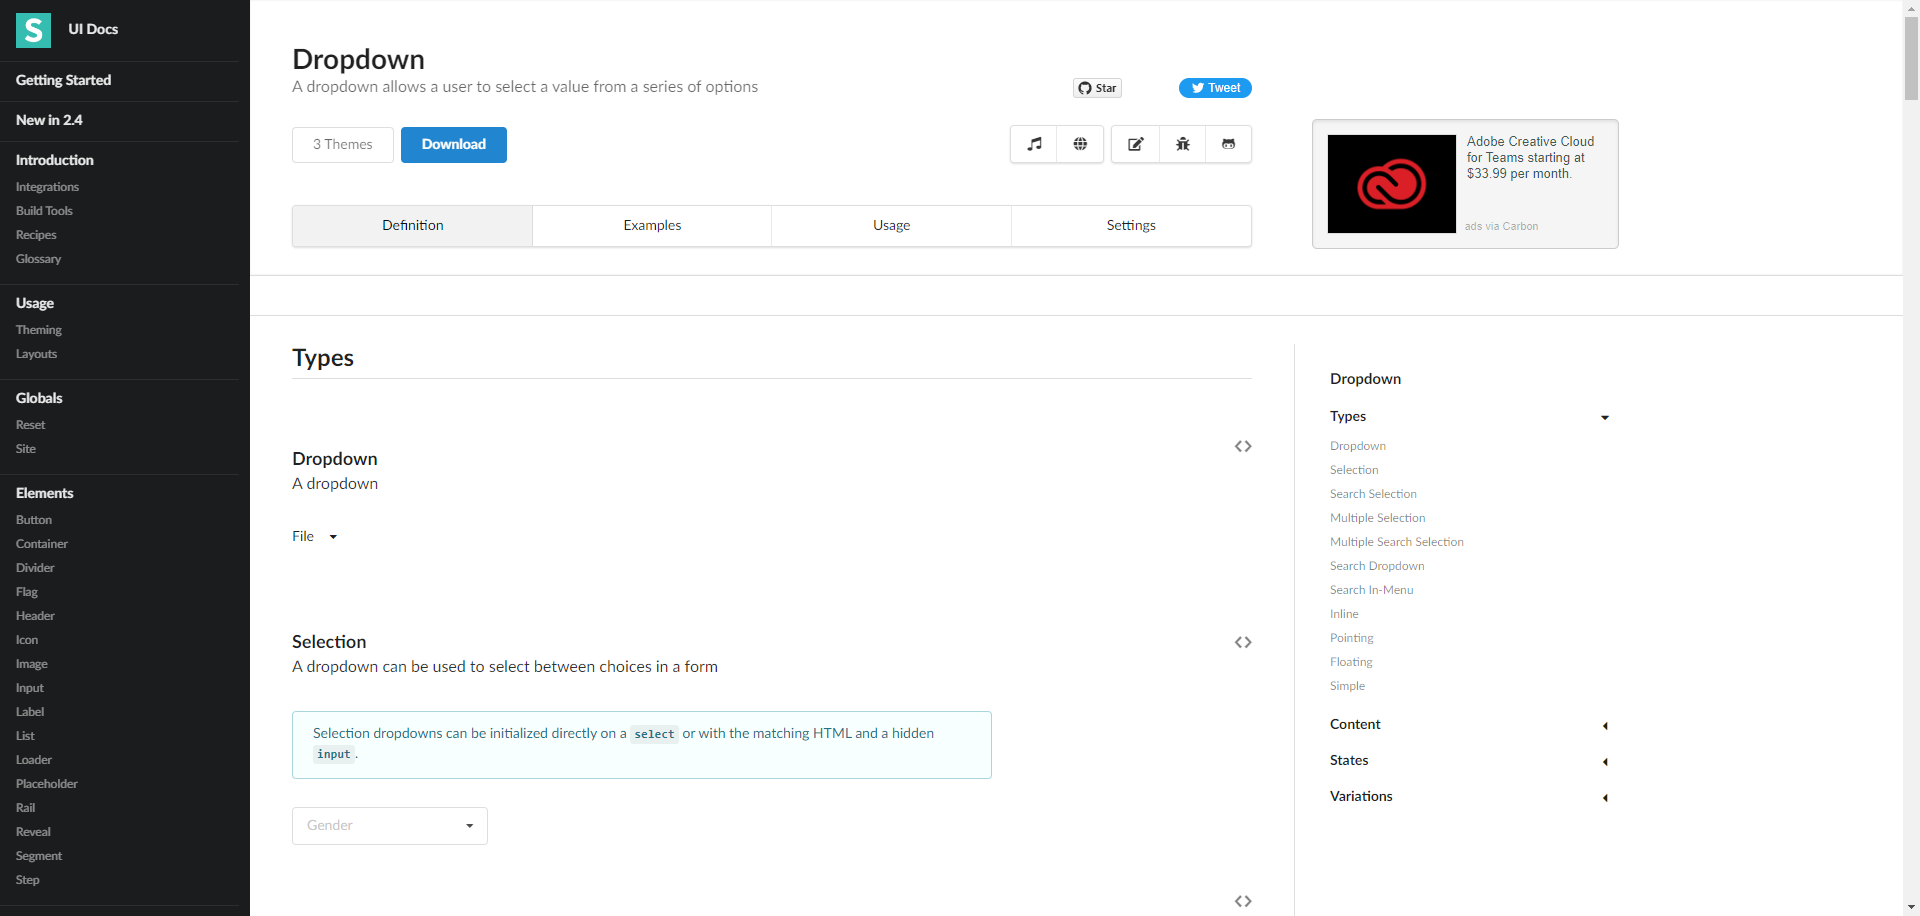 S UI Docs
Getting Started
New in 2.4
Introduction
Integrations
Build Tools
Recipes
Glossary
Usage
Theming
Layouts
Globals
Reset
Site
Elements
Button
Container
Divider
Flag
Header
Icon
Image
Input
Label
List
Loader
Placeholder
Rail
Reveal
Segment
Step
Dropdown
A dropdown allows a user to select a value from a series of options
Star
Tweet
3 Themes
Download
Definition
Examples
Usage
Settings
Adobe Creative Cloud
for Teams starting at
$33.99 per month.
ads via Carbon
Types
Dropdown
A dropdown
File
Selection
A dropdown can be used to select between choices in a form
Selection dropdowns can be initialized directly on a select or with the matching HTML and a hidden
input.
Gender
Dropdown
Types
Dropdown
Selection
Search Selection
Multiple Selection
Multiple Search Selection
Search Dropdown
Search In-Menu
Inline
Pointing
Floating
Simple
Content
States
Variations